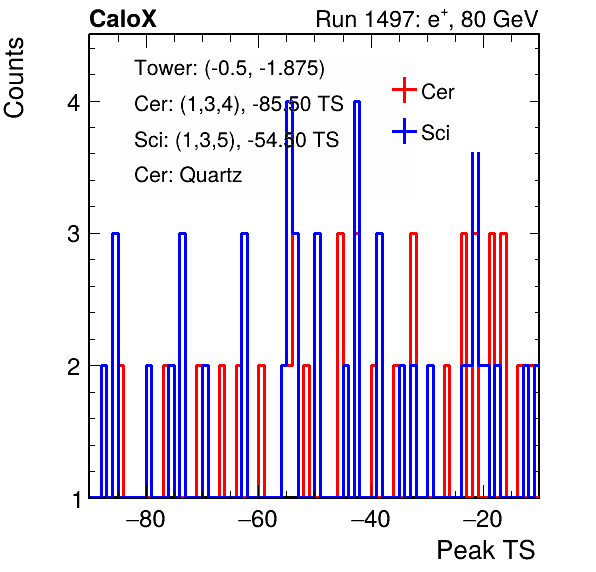 CaloX Run 1497: e⁺, 80 GeV
Counts
Tower: (-0.5, -1.875)
Cer: (1,3,4), -85.50 TS
Sci: (1,3,5), -54.50 TS
Cer: Quartz
Cer
Sci
4
3
2
1
−80 −60 −40 −20
Peak TS